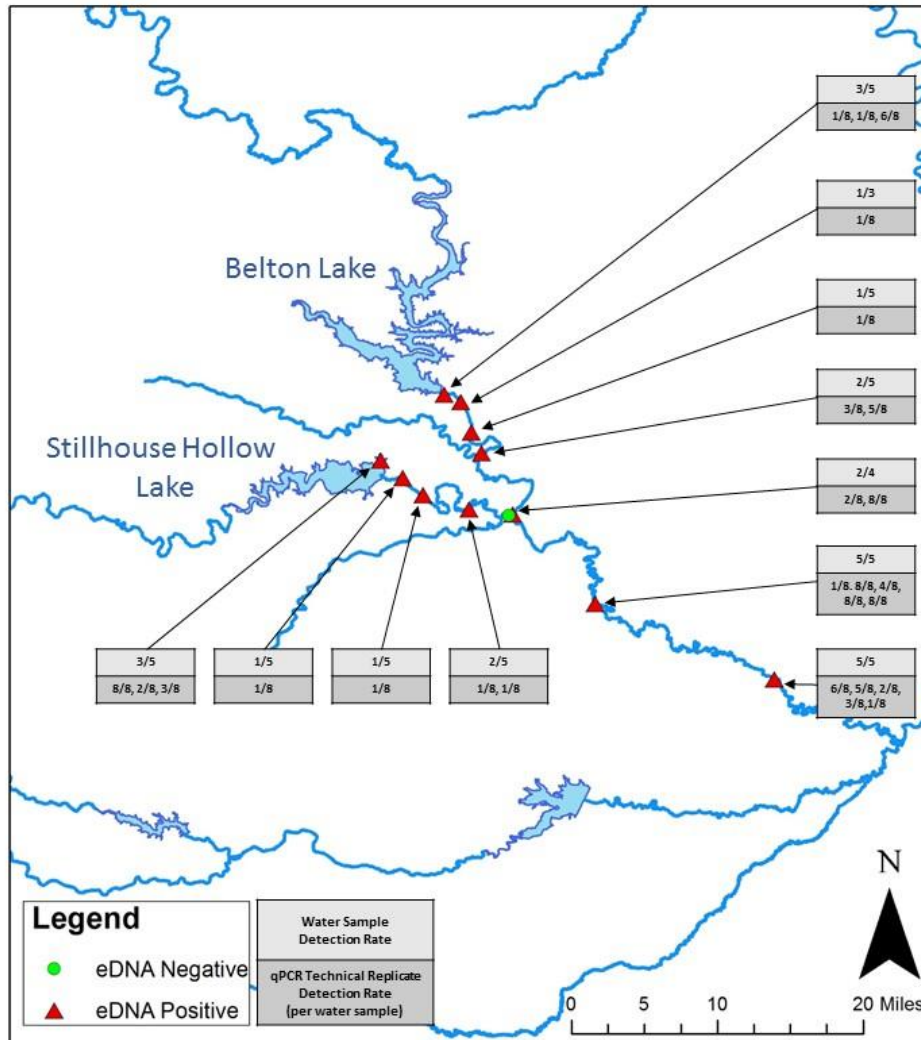 3/5
1/8, 1/8, 6/8
1/3
1/8
1/5
1/8
Belton Lake
2/5
3/8, 5/8
Stillhouse Hollow
Lake
2/4
2/8, 8/8
5/5
1/8. 8/8, 4/8,
8/8, 8/8
3/5
8/8, 2/8, 3/8
1/5
1/8
1/5
1/8
2/5
1/8, 1/8
5/5
6/8, 5/8, 2/8,
3/8,1/8
N
Legend
eDNA Negative
eDNA Positive
Water Sample
Detection Rate
qPCR Technical Replicate
Detection Rate
(per water sample)
0 5 10 20 Miles